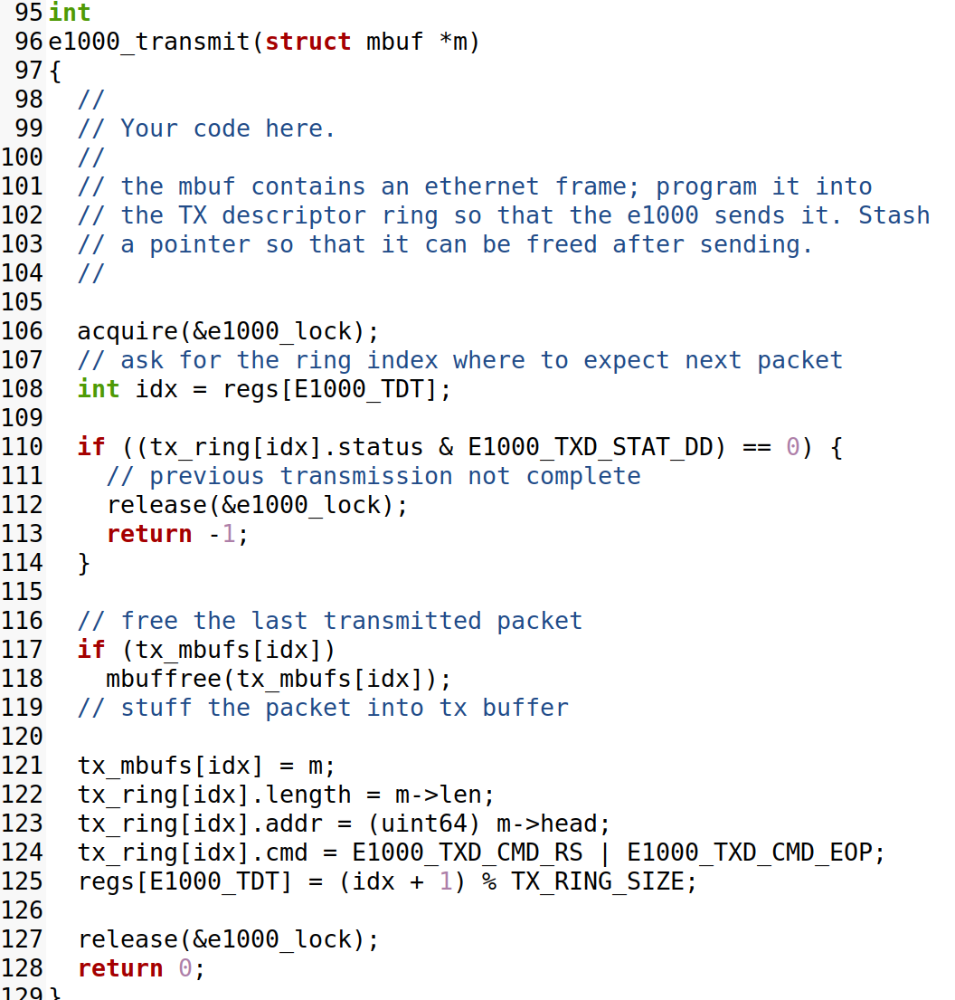 95 int
96 e1000_transmit(struct mbuf *m)
97 {
98   //
99   // Your code here.
100   //
101   // the mbuf contains an ethernet frame; program it into
102   // the TX descriptor ring so that the e1000 sends it. Stash
103   // a pointer so that it can be freed after sending.
104   //
105
106   acquire(&e1000_lock);
107   // ask for the ring index where to expect next packet
108   int idx = regs[E1000_TDT];
109
110   if ((tx_ring[idx].status & E1000_TXD_STAT_DD) == 0) {
111     // previous transmission not complete
112     release(&e1000_lock);
113     return -1;
114   }
115
116   // free the last transmitted packet
117   if (tx_mbufs[idx])
118     mbuffree(tx_mbufs[idx]);
119   // stuff the packet into tx buffer
120
121   tx_mbufs[idx] = m;
122   tx_ring[idx].length = m->len;
123   tx_ring[idx].addr = (uint64) m->head;
124   tx_ring[idx].cmd = E1000_TXD_CMD_RS | E1000_TXD_CMD_EOP;
125   regs[E1000_TDT] = (idx + 1) % TX_RING_SIZE;
126
127   release(&e1000_lock);
128   return 0;
129 }